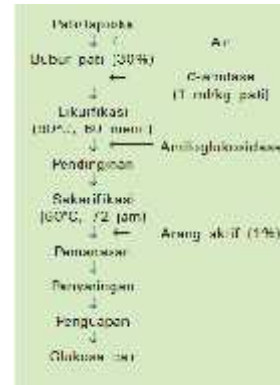 Pati tapioka
Air
Bubur pati (30%)
α-amilase
(1 ml/kg pati)
Likuifikasi
(90°C, 60 menit)
Amiloglukosidase
Pendinginan
Sakarifikasi
(60°C, 72 jam)
Arang aktif (1%)
Pemanasan
Penyaringan
Penguapan
Glukosa cair